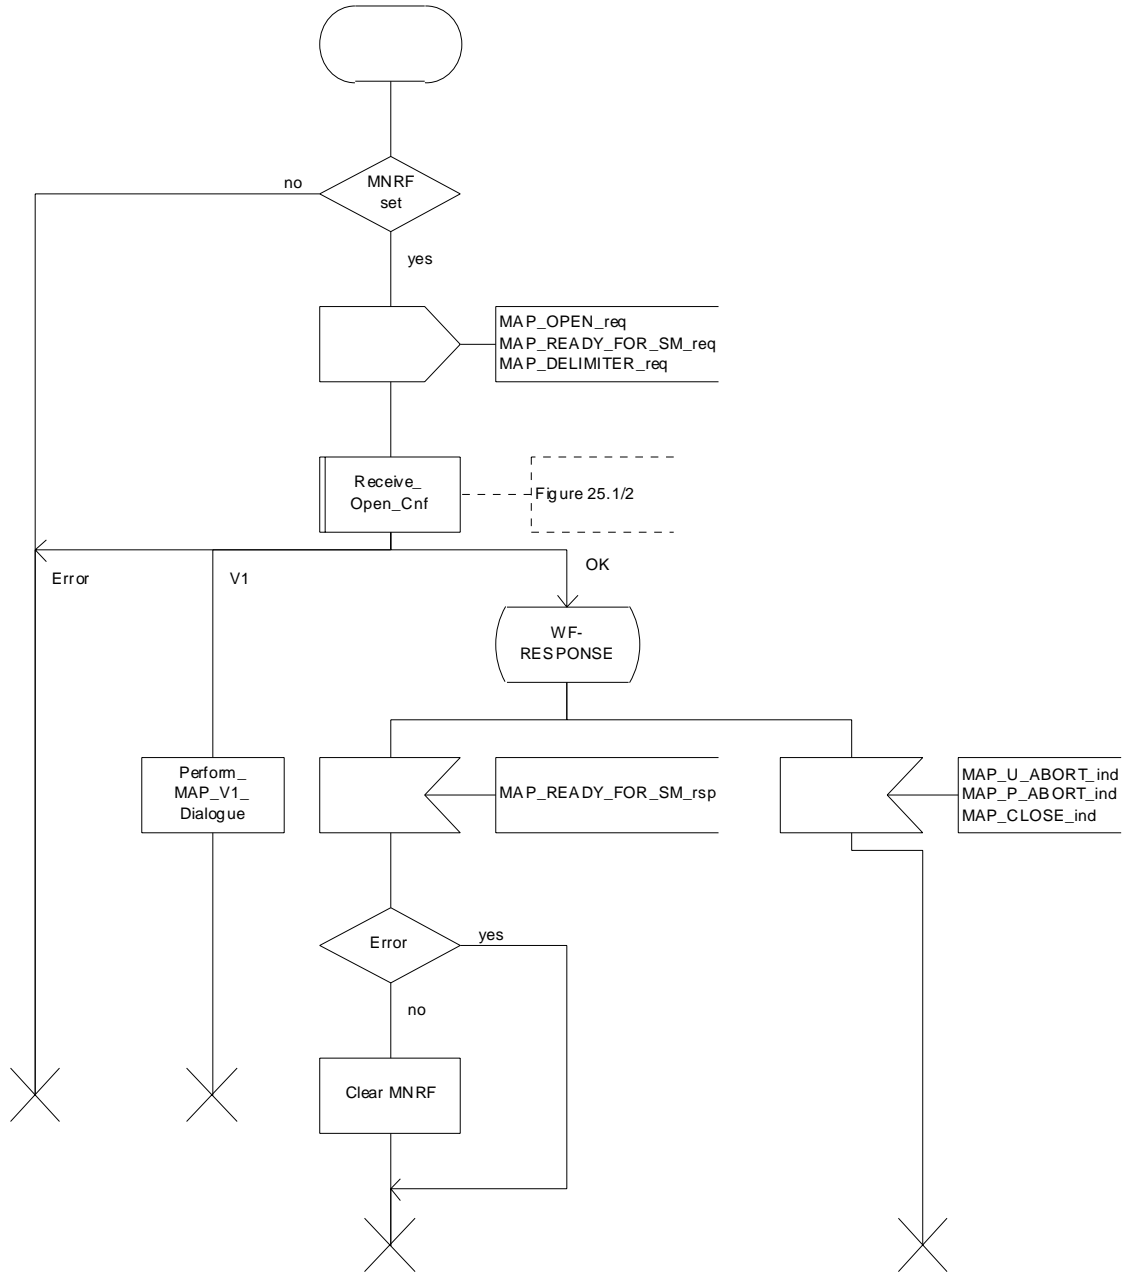 no
MNRF
set
yes
MAP_OPEN_req
MAP_READY_FOR_SM_req
MAP_DELIMITER_req
Receive_
Open_Cnf
Figure 25.1/2
Error
V1
OK
WF-
RESPONSE
Perform_
MAP_V1_
Dialogue
MAP_READY_FOR_SM_rsp
MAP_U_ABORT_ind
MAP_P_ABORT_ind
MAP_CLOSE_ind
Error
yes
no
Clear MNRF